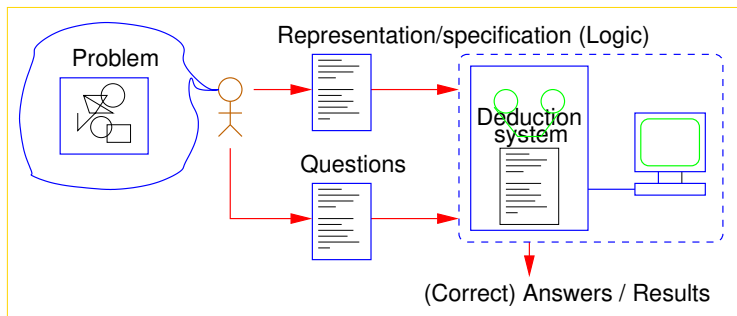 Representation/specification (Logic)
Problem
Deduction
system
Questions
(Correct) Answers / Results